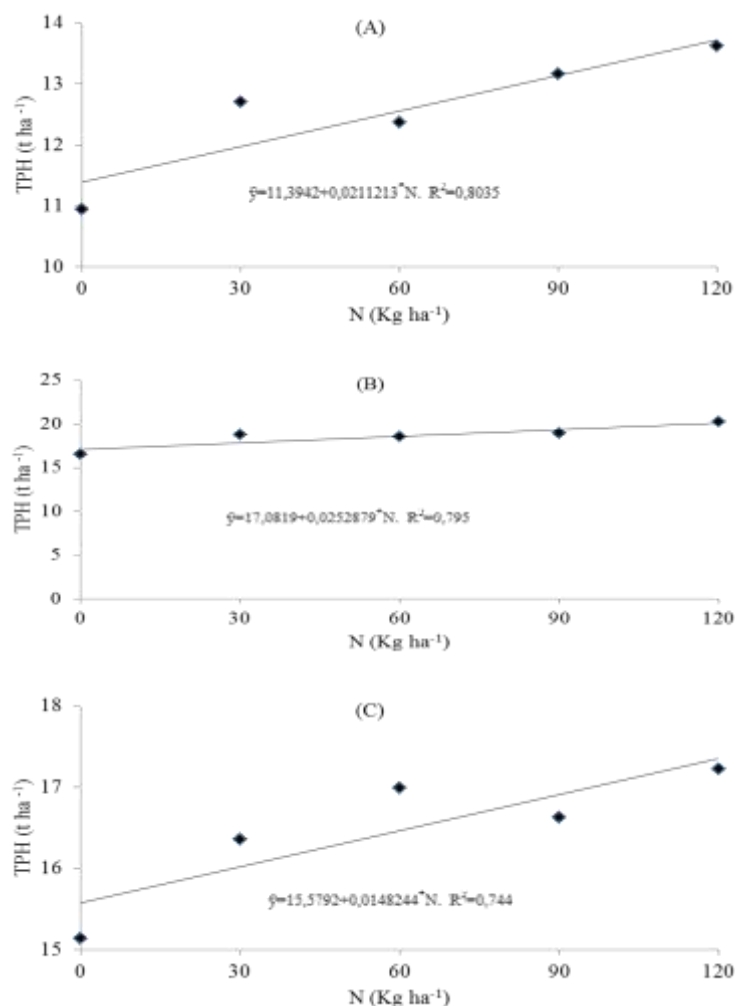 (A)
14
13
12
11
10
TPH (t ha⁻¹)
ŷ=11,3942+0,0211213*N. R²=0,8035
0 30 60 90 120
N (Kg ha⁻¹)
(B)
25
20
15
10
5
0
TPH (t ha⁻¹)
ŷ=17,0819+0,0252879*N. R²=0,795
0 30 60 90 120
N (Kg ha⁻¹)
(C)
18
17
16
15
TPH (t ha⁻¹)
ŷ=15,5792+0,0148244*N. R²=0,744
0 30 60 90 120
N (Kg ha⁻¹)